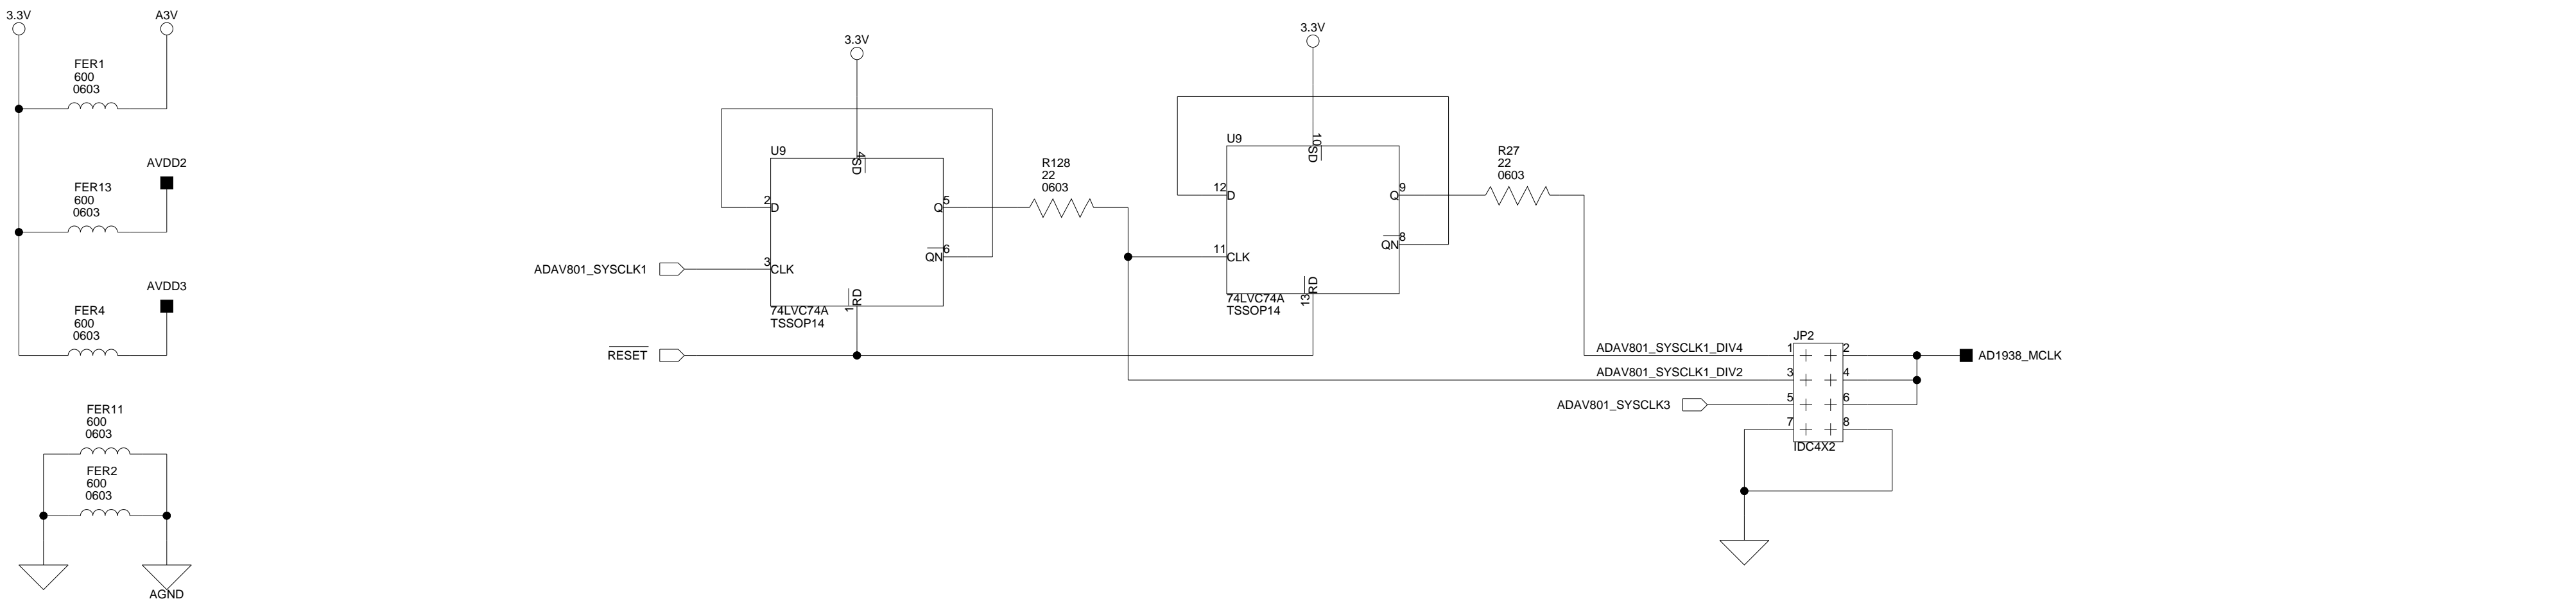 3.3V
A3V
FER1
600
0603
AVDD2
FER13
600
0603
AVDD3
FER4
600
0603
FER11
600
0603
FER2
600
0603
AGND
3.3V
U9
4
SD
2
D
Q
5
QN
6
ADAV801_SYSCLK1
3
CLK
RD
1
74LVC74A
TSSOP14
RESET
R128
22
0603
3.3V
U9
10
SD
12
D
Q
9
QN
8
11
CLK
RD
13
74LVC74A
TSSOP14
R27
22
0603
JP2
ADAV801_SYSCLK1_DIV4
1
2
AD1938_MCLK
ADAV801_SYSCLK1_DIV2
3
4
ADAV801_SYSCLK3
5
6
7
8
IDC4X2